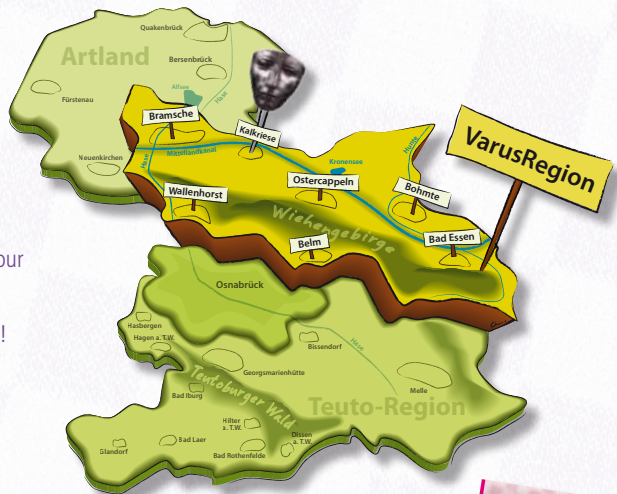 Quakenbrück
Artland
Bersenbrück
Alfsee
Hase
Fürstenau
Bramsche
Kalkriese
VarusRegion
Neuenkirchen
Hase
Mittellandkanal
Kronensee
Hunte
Wallenhorst
Ostercappeln
Bohmte
Wiehengebirge
Bad Essen
Belm
our
Osnabrück
!
Hasbergen
Hagen a. T.W.
Hase
Bissendorf
Georgsmarienhütte
Melle
Teutoburger Wald
Bad Iburg
Teuto-Region
Hilter
a. T.W.
Dissen
a. T.W.
Glandorf
Bad Laer
Bad Rothenfelde